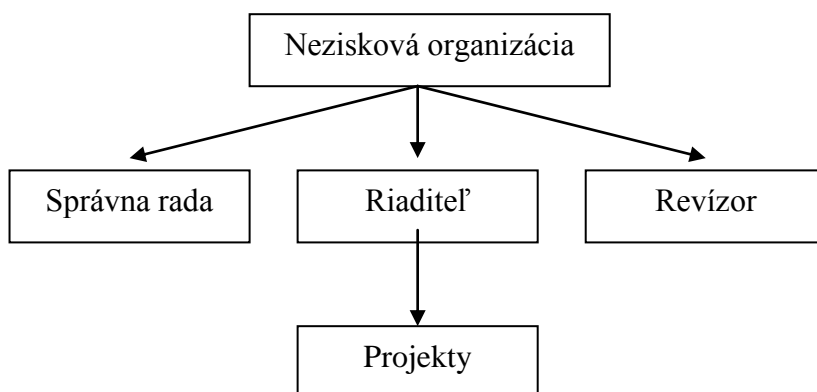 Nezisková organizácia
Správna rada
Riaditeľ
Revízor
Projekty